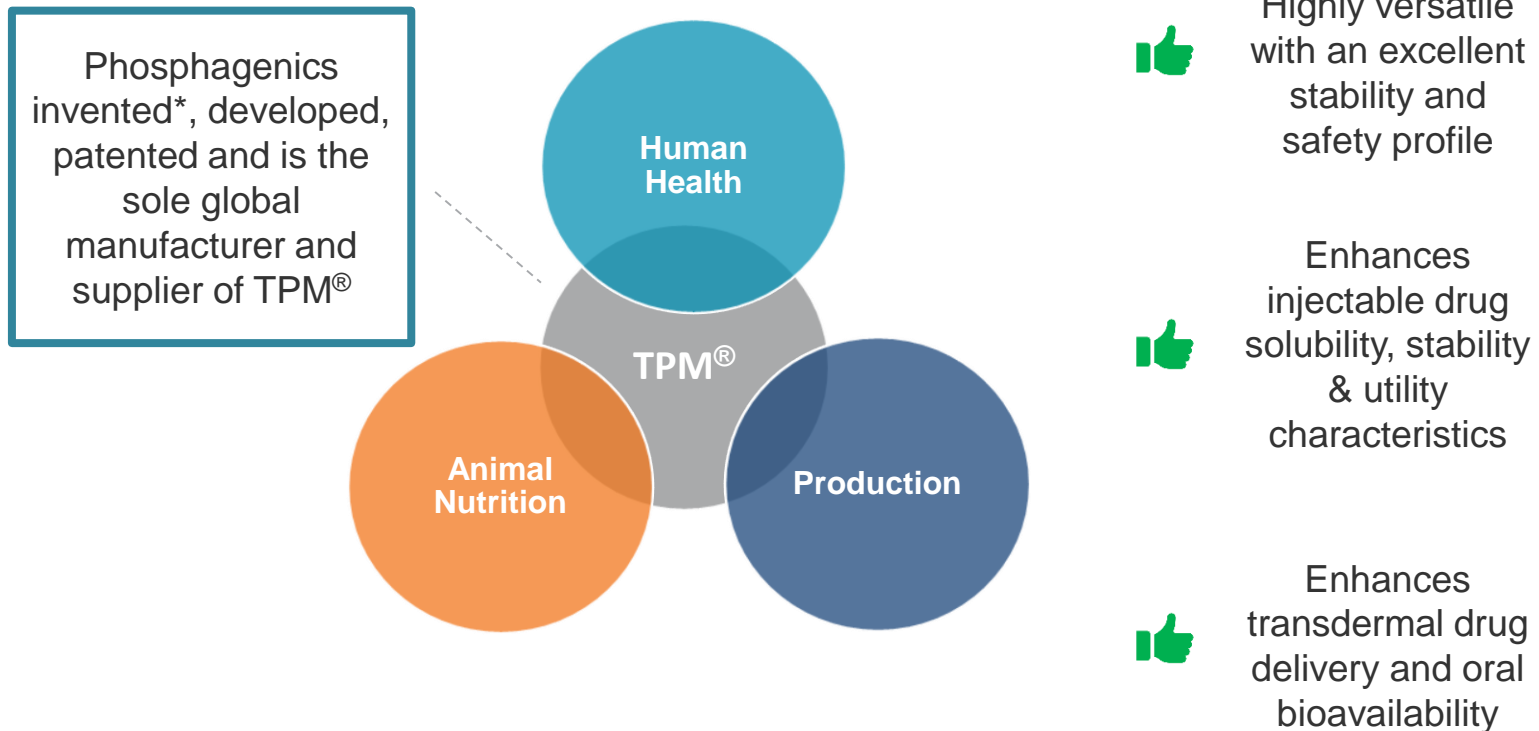 Phosphagenics
invented*, developed,
patented and is the
sole global
manufacturer and
supplier of TPM®
Human
Health
TPM®
Animal
Nutrition
Production
Highly versatile
with an excellent
stability and
safety profile
Enhances
injectable drug
solubility, stability
& utility
characteristics
Enhances
transdermal drug
delivery and oral
bioavailability